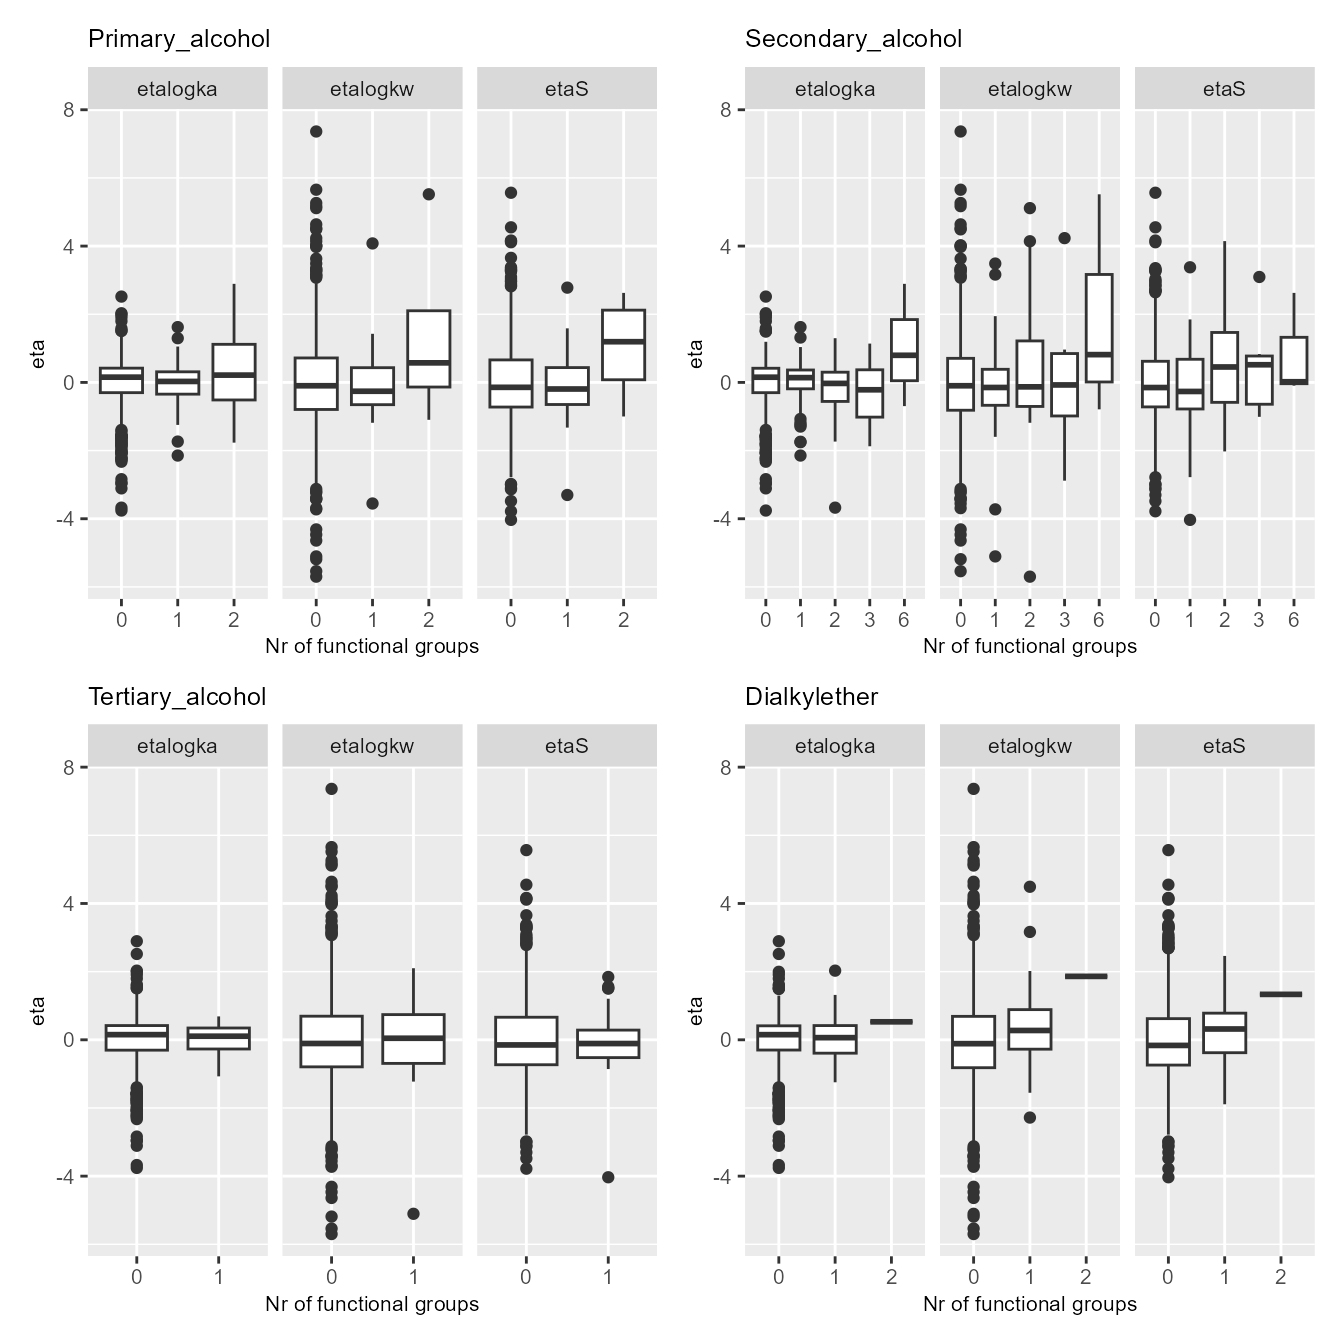 Primary_alcohol
etalogka etalogkw etaS
8
4
0
-4
eta
0 1 2 0 1 2 0 1 2
Nr of functional groups
Secondary_alcohol
etalogka etalogkw etaS
8
4
0
-4
eta
0 1 2 3 6 0 1 2 3 6 0 1 2 3 6
Nr of functional groups
Tertiary_alcohol
etalogka etalogkw etaS
8
4
0
-4
eta
0 1 0 1 0 1
Nr of functional groups
Dialkylether
etalogka etalogkw etaS
8
4
0
-4
eta
0 1 2 0 1 2 0 1 2
Nr of functional groups